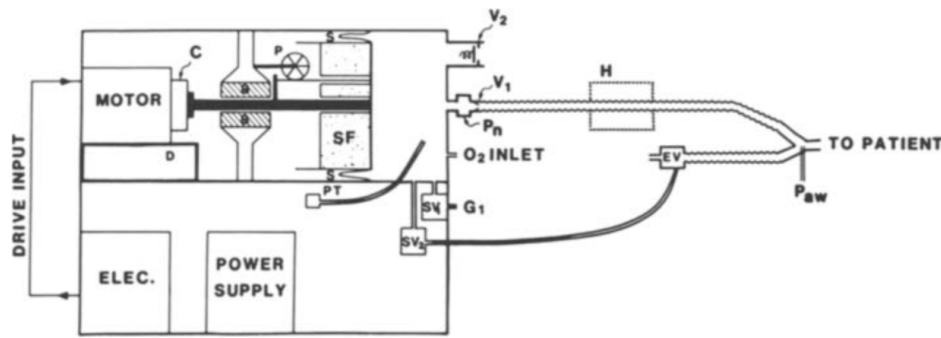 V2
S
C
P
H
V1
MOTOR
B
B
SF
Pn
TO PATIENT
O2 INLET
EV
D
S
Paw
PT
SV1
G1
DRIVE INPUT
SV2
ELEC.
POWER
SUPPLY